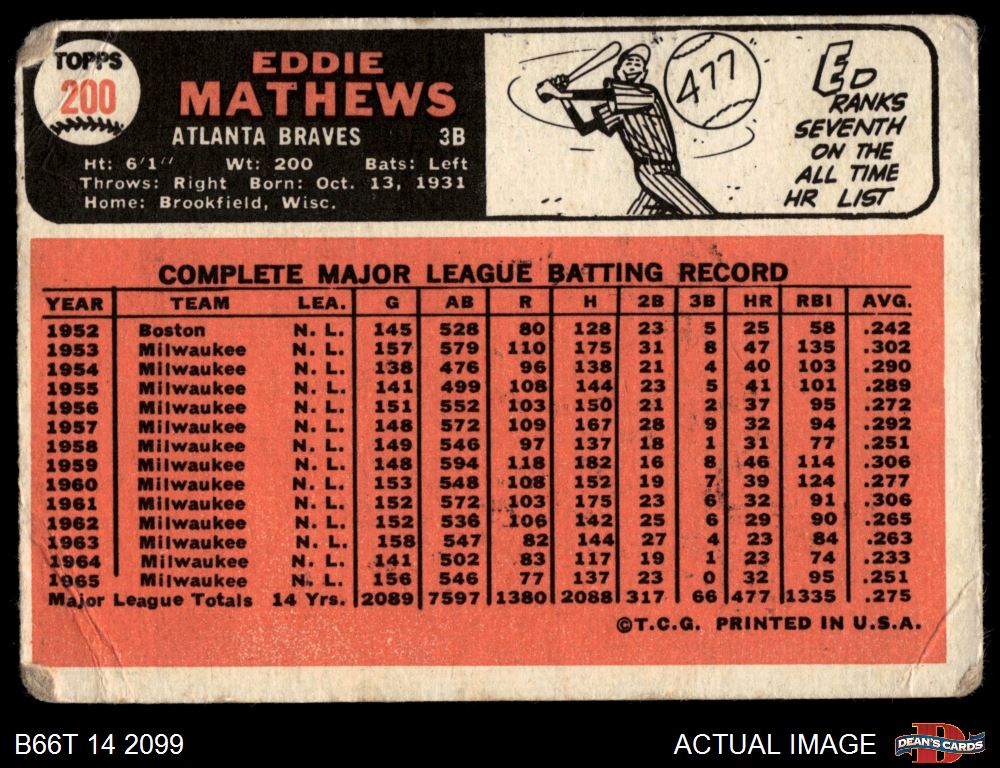 TOPPS
200
EDDIE
MATHEWS
ATLANTA BRAVES 3B
Ht: 6'1" Wt: 200 Bats: Left
Throws: Right Born: Oct. 13, 1931
Home: Brookfield, Wisc.
477
ED
RANKS
SEVENTH
ON THE
ALL TIME
HR LIST
COMPLETE MAJOR LEAGUE BATTING RECORD
YEAR TEAM LEA. G AB R H 2B 3B HR RBI AVG.
1952 Boston N. L. 145 528 80 128 23 5 25 58 .242
1953 Milwaukee N. L. 157 579 110 175 31 8 47 135 .302
1954 Milwaukee N. L. 138 476 96 138 21 4 40 103 .290
1955 Milwaukee N. L. 141 499 108 144 23 5 41 101 .289
1956 Milwaukee N. L. 151 552 103 150 21 2 37 95 .272
1957 Milwaukee N. L. 148 572 109 167 28 9 32 94 .292
1958 Milwaukee N. L. 149 546 97 137 18 1 31 77 .251
1959 Milwaukee N. L. 148 594 118 182 16 8 46 114 .306
1960 Milwaukee N. L. 153 548 108 152 19 7 39 124 .277
1961 Milwaukee N. L. 152 572 103 175 23 6 32 91 .306
1962 Milwaukee N. L. 152 536 106 142 25 6 29 90 .265
1963 Milwaukee N. L. 158 547 82 144 27 4 23 84 .263
1964 Milwaukee N. L. 141 502 83 117 19 1 23 74 .233
1965 Milwaukee N. L. 156 546 77 137 23 0 32 95 .251
Major League Totals 14 Yrs. 2089 7597 1380 2088 317 66 477 1335 .275
©T.C.G. PRINTED IN U.S.A.
B66T 14 2099
ACTUAL IMAGE
DEAN'S CARDS